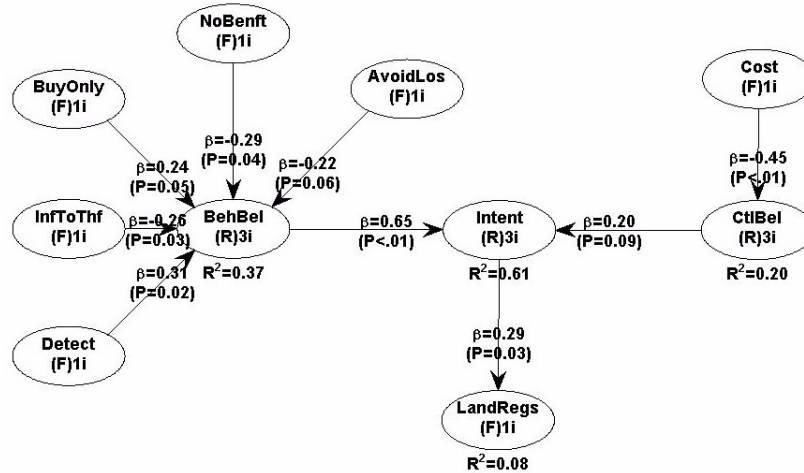 NoBenft
(F)1i
BuyOnly
(F)1i
AvoidLos
(F)1i
Cost
(F)1i
β=0.24
(P=0.05)
β=-0.29
(P=0.04)
β=-0.22
(P=0.06)
β=-0.45
(P<.01)
InfToThf
(F)1i
β=-0.26
(P=0.03)
BehBel
(R)3i
R²=0.37
β=0.65
(P<.01)
Intent
(R)3i
R²=0.61
β=0.20
(P=0.09)
CtlBel
(R)3i
R²=0.20
β=0.31
(P=0.02)
Detect
(F)1i
β=0.29
(P=0.03)
LandRegs
(F)1i
R²=0.08